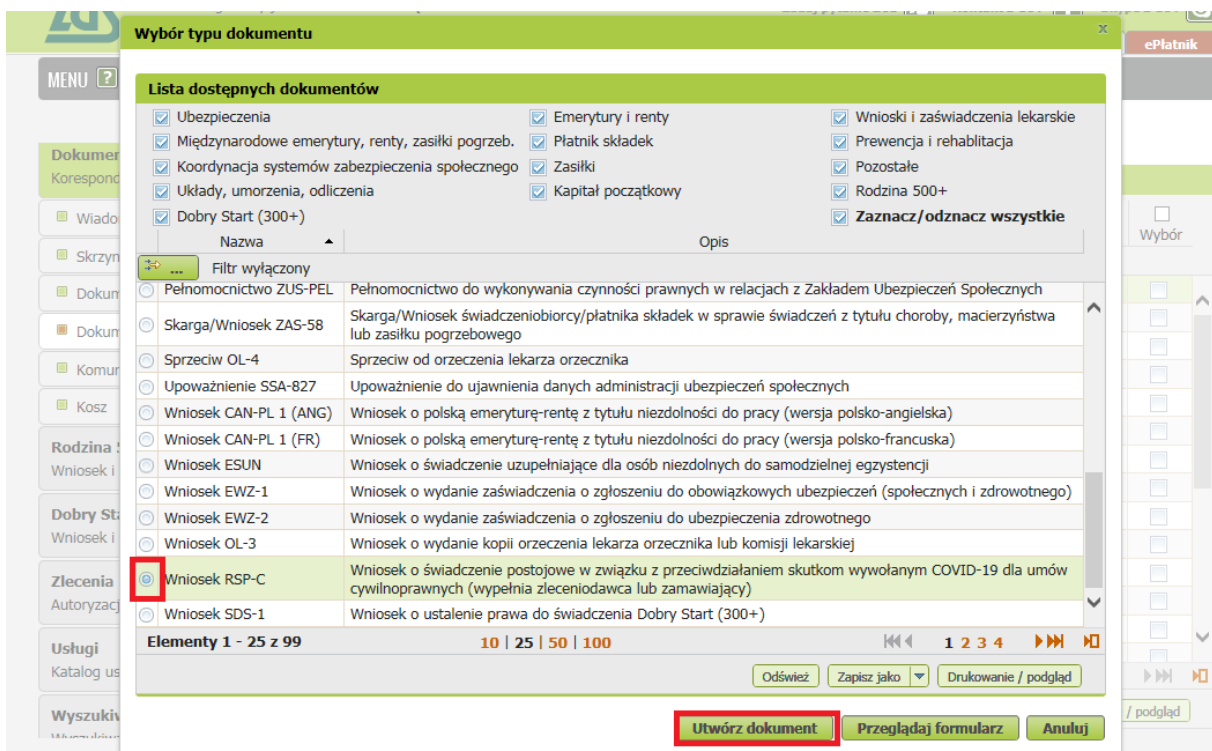 zus
Wybór typu dokumentu
x
ePłatnik
MENU ?
Lista dostępnych dokumentów
Ubezpieczenia
Emerytury i renty
Wnioski i zaświadczenia lekarskie
Międzynarodowe emerytury, renty, zasiłki pogrzeb.
Płatnik składek
Prewencja i rehablitacja
Koordynacja systemów zabezpieczenia społecznego
Zasiłki
Pozostałe
Układy, umorzenia, odliczenia
Kapitał początkowy
Rodzina 500+
Dobry Start (300+)
Zaznacz/odznacz wszystkie
Nazwa
Opis
... Filtr wyłączony
Pełnomocnictwo ZUS-PEL
Pełnomocnictwo do wykonywania czynności prawnych w relacjach z Zakładem Ubezpieczeń Społecznych
Skarga/Wniosek ZAS-58
Skarga/Wniosek świadczeniobiorcy/płatnika składek w sprawie świadczeń z tytułu choroby, macierzyństwa
lub zasiłku pogrzebowego
Sprzeciw OL-4
Sprzeciw od orzeczenia lekarza orzecznika
Upoważnienie SSA-827
Upoważnienie do ujawnienia danych administracji ubezpieczeń społecznych
Wniosek CAN-PL 1 (ANG)
Wniosek o polską emeryturę-rentę z tytułu niezdolności do pracy (wersja polsko-angielska)
Wniosek CAN-PL 1 (FR)
Wniosek o polską emeryturę-rentę z tytułu niezdolności do pracy (wersja polsko-francuska)
Wniosek ESUN
Wniosek o świadczenie uzupełniające dla osób niezdolnych do samodzielnej egzystencji
Wniosek EWZ-1
Wniosek o wydanie zaświadczenia o zgłoszeniu do obowiązkowych ubezpieczeń (społecznych i zdrowotnego)
Wniosek EWZ-2
Wniosek o wydanie zaświadczenia o zgłoszeniu do ubezpieczenia zdrowotnego
Wniosek OL-3
Wniosek o wydanie kopii orzeczenia lekarza orzecznika lub komisji lekarskiej
Wniosek RSP-C
Wniosek o świadczenie postojowe w związku z przeciwdziałaniem skutkom wywołanym COVID-19 dla umów
cywilnoprawnych (wypełnia zleceniodawca lub zamawiający)
Wniosek SDS-1
Wniosek o ustalenie prawa do świadczenia Dobry Start (300+)
Elementy 1 - 25 z 99
10 | 25 | 50 | 100
1 2 3 4
Odśwież
Zapisz jako
Drukowanie / podgląd
Utwórz dokument
Przeglądaj formularz
Anuluj
Dokumen
Korespond
Wiado
Skrzyn
Dokum
Dokum
Komun
Kosz
Rodzina 5
Wniosek i
Dobry Sta
Wniosek i
Zlecenia
Autoryzacj
Usługi
Katalog us
Wyszukiw
Wybór
/ podgląd